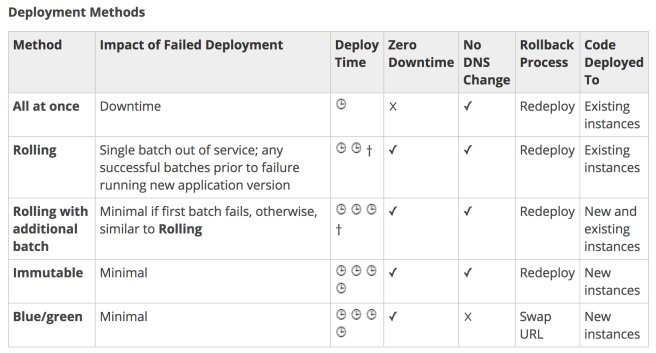 Deployment Methods
Method Impact of Failed Deployment Deploy Time Zero Downtime No DNS Change Rollback Process Code Deployed To
All at once Downtime X ✓ Redeploy Existing instances
Rolling Single batch out of service; any successful batches prior to failure running new application version † ✓ ✓ Redeploy Existing instances
Rolling with additional batch Minimal if first batch fails, otherwise, similar to Rolling † ✓ ✓ Redeploy New and existing instances
Immutable Minimal ✓ ✓ Redeploy New instances
Blue/green Minimal ✓ X Swap URL New instances